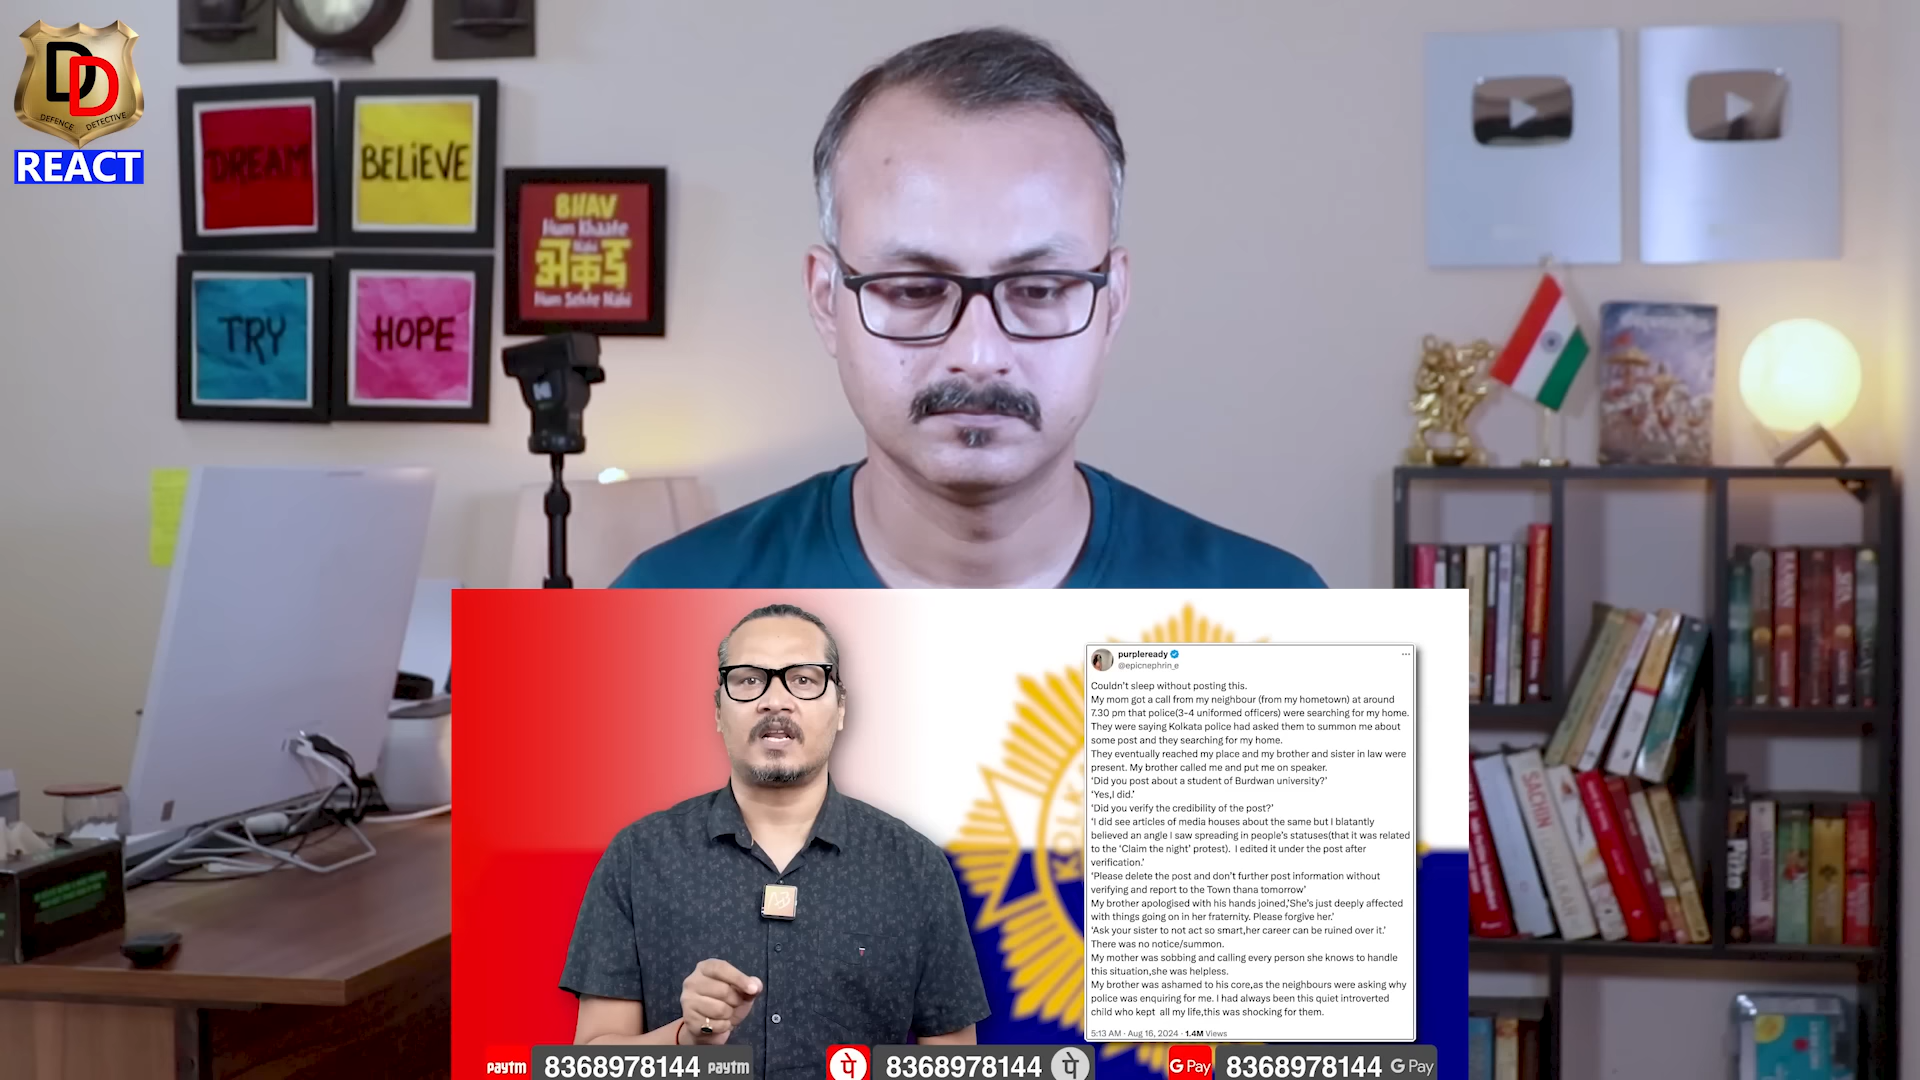 DD
DEFENCE DETECTIVE
REACT
DREAM
BELiEVE
TRY
HOPE
BHAV
Hum Khaate
Nahi
अकड़
Hum Sehte Nahi
SACHIN
purpleready
@epicnephrin_e
Couldn't sleep without posting this.
My mom got a call from my neighbour (from my hometown) at around
7.30 pm that police(3-4 uniformed officers) were searching for my home.
They were saying Kolkata police had asked them to summon me about
some post and they searching for my home.
They eventually reached my place and my brother and sister in law were
present. My brother called me and put me on speaker.
'Did you post about a student of Burdwan university?'
'Yes,I did.'
'Did you verify the credibility of the post?'
'I did see articles of media houses about the same but I blatantly
believed an angle I saw spreading in people's statuses(that it was related
to the 'Claim the night' protest). I edited it under the post after
verification.'
'Please delete the post and don't further post information without
verifying and report to the Town thana tomorrow'
My brother apologised with his hands joined,'She's just deeply affected
with things going on in her fraternity. Please forgive her.'
'Ask your sister to not act so smart,her career can be ruined over it.'
There was no notice/summon.
My mother was sobbing and calling every person she knows to handle
this situation,she was helpless.
My brother was ashamed to his core,as the neighbours were asking why
police was enquiring for me. I had always been this quiet introverted
child who kept all my life,this was shocking for them.
5:13 AM · Aug 16, 2024 · 1.4M Views
KOLK
paytm 8368978144 paytm
पे 8368978144 पे
G Pay 8368978144 G Pay